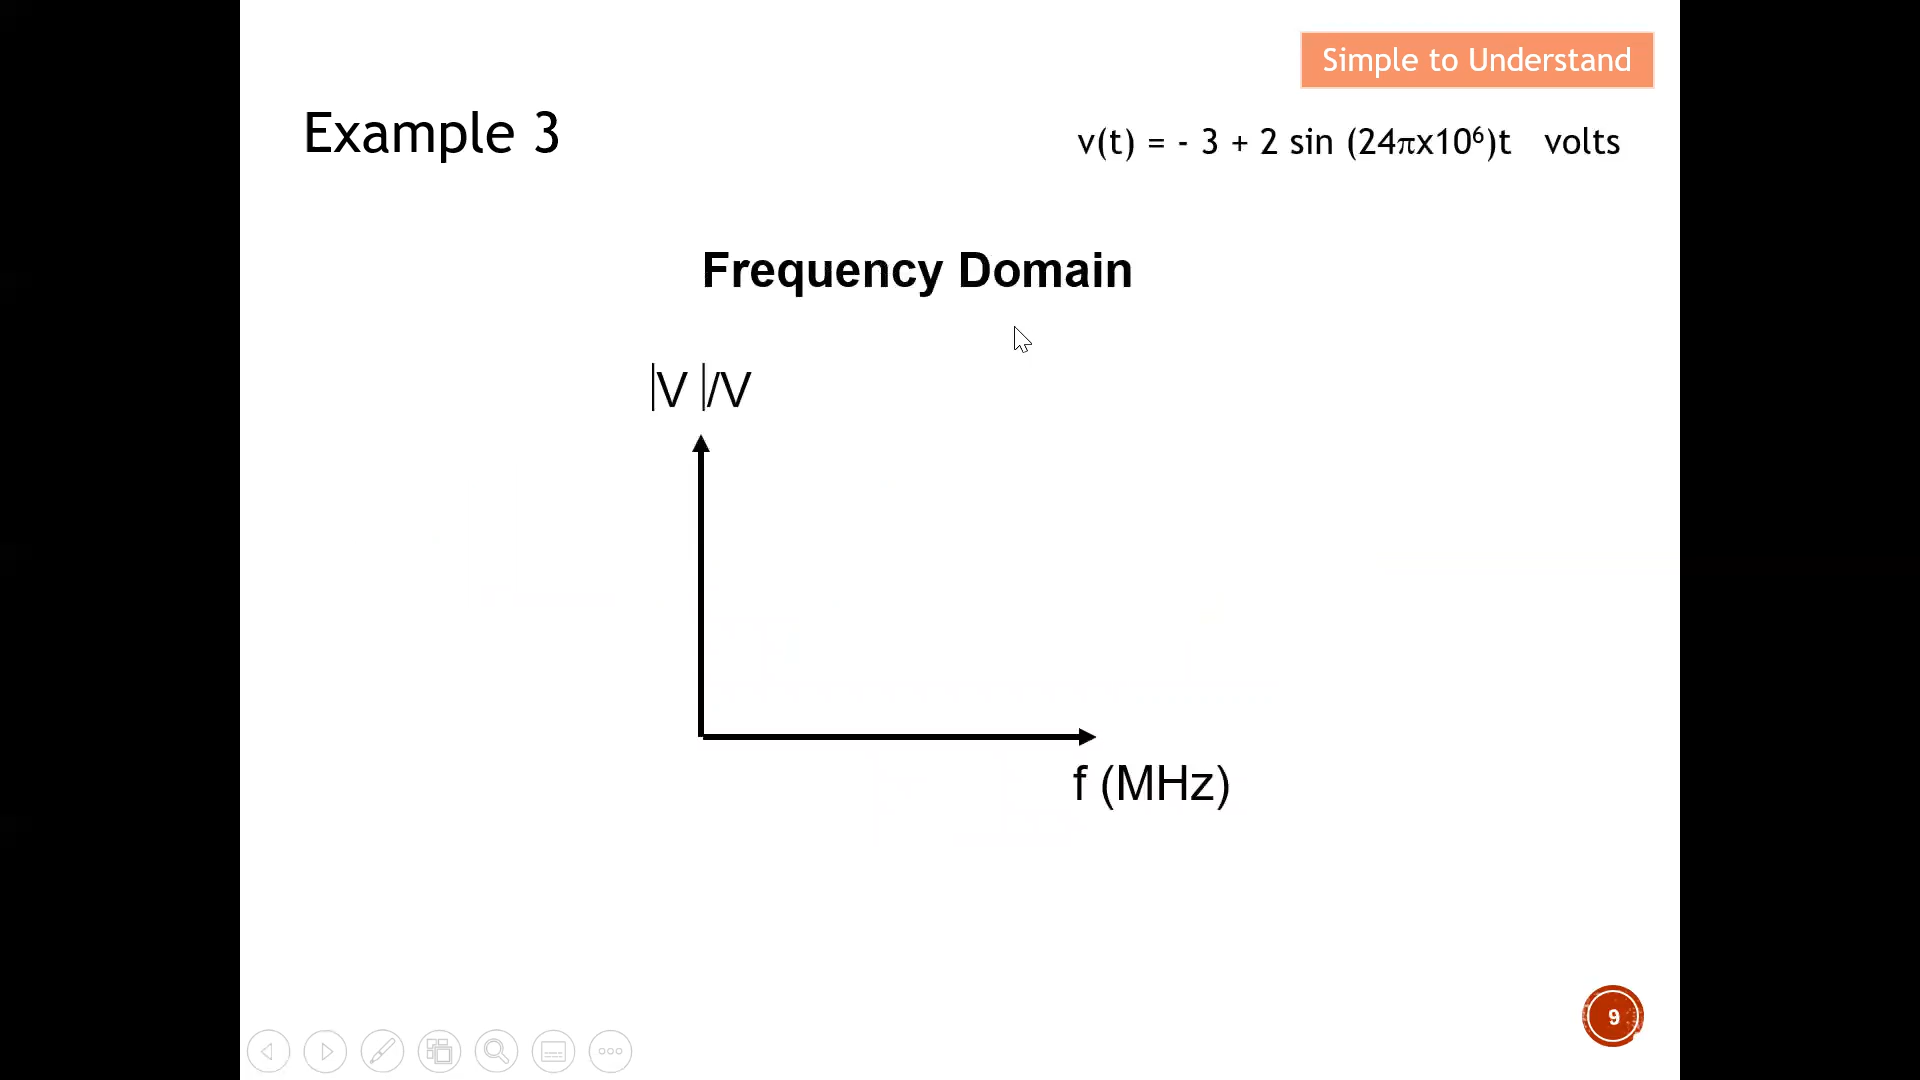 Simple to Understand
Example 3
v(t) = - 3 + 2 sin (24πx10⁶)t volts
Frequency Domain
|V |/V
f (MHz)
9